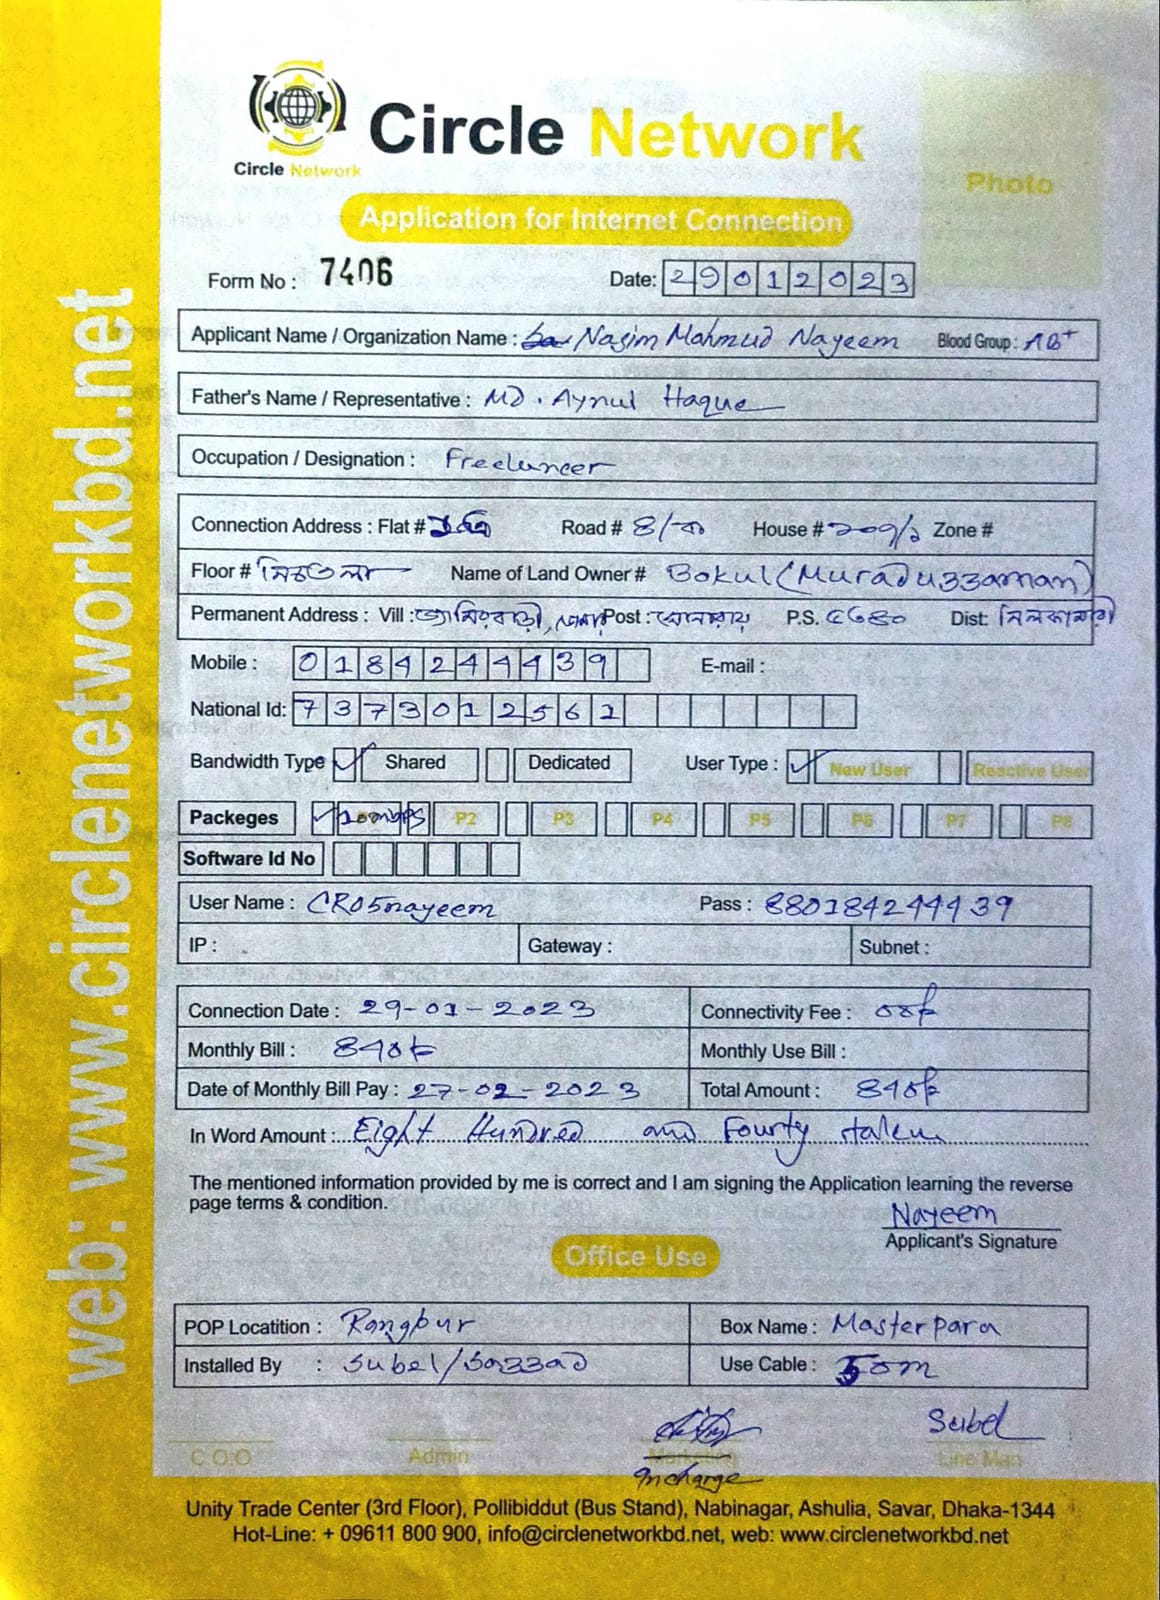 web: www.circlenetworkbd.net
Circle Network
Circle Network
Photo
Application for Internet Connection
Form No : 7406 Date: 29012023
Applicant Name / Organization Name : Nasim Mahmud Nayeem Blood Group : AB+
Father's Name / Representative : MD. Aynul Haque
Occupation / Designation : Freelancer
Connection Address : Flat # Road # House # Zone #
Floor # Name of Land Owner # Bokul (Muraduzzaman)
Permanent Address : Vill : Post : P.S. ৫৩৪০ Dist:
Mobile : 01842444439 E-mail :
National Id: 7373012561
Bandwidth Type Shared Dedicated User Type : New User Reactive User
Packeges P2 P3 P4 P5 P6 P7 P8
Software Id No
User Name : CR05nayeem Pass : 8801842444439
IP : Gateway : Subnet :
Connection Date : 29-01-2023 Connectivity Fee :
Monthly Bill : 840 Monthly Use Bill :
Date of Monthly Bill Pay : 27-02-2023 Total Amount : 840
In Word Amount : Eight Hundred and Fourty
The mentioned information provided by me is correct and I am signing the Application learning the reverse
page terms & condition.
Nayeem
Applicant's Signature
Office Use
POP Locatition : Rangpur Box Name : Masterpara
Installed By : Subel/Sazzad Use Cable : 50m
Subel
C.O.O Admin Marketing Line Man
Incharge
Unity Trade Center (3rd Floor), Pollibiddut (Bus Stand), Nabinagar, Ashulia, Savar, Dhaka-1344
Hot-Line: + 09611 800 900, info@circlenetworkbd.net, web: www.circlenetworkbd.net